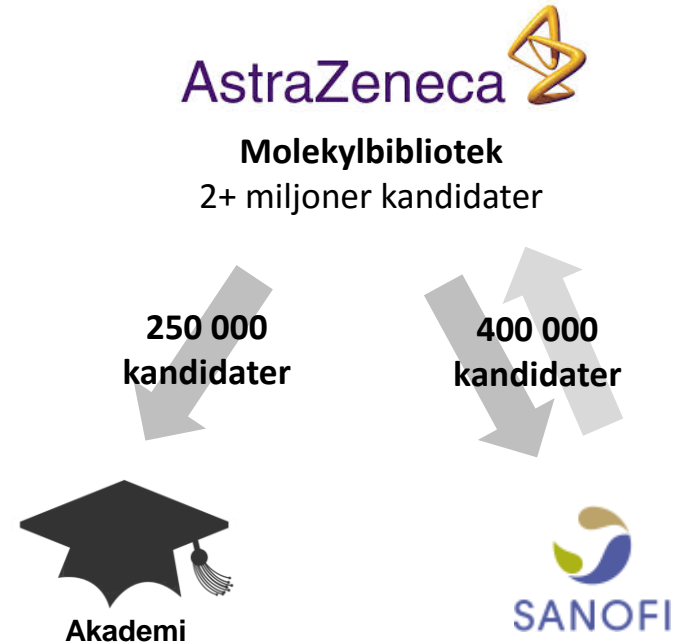 AstraZeneca
Molekylbibliotek
2+ miljoner kandidater
250 000
kandidater
400 000
kandidater
Akademi
SANOFI